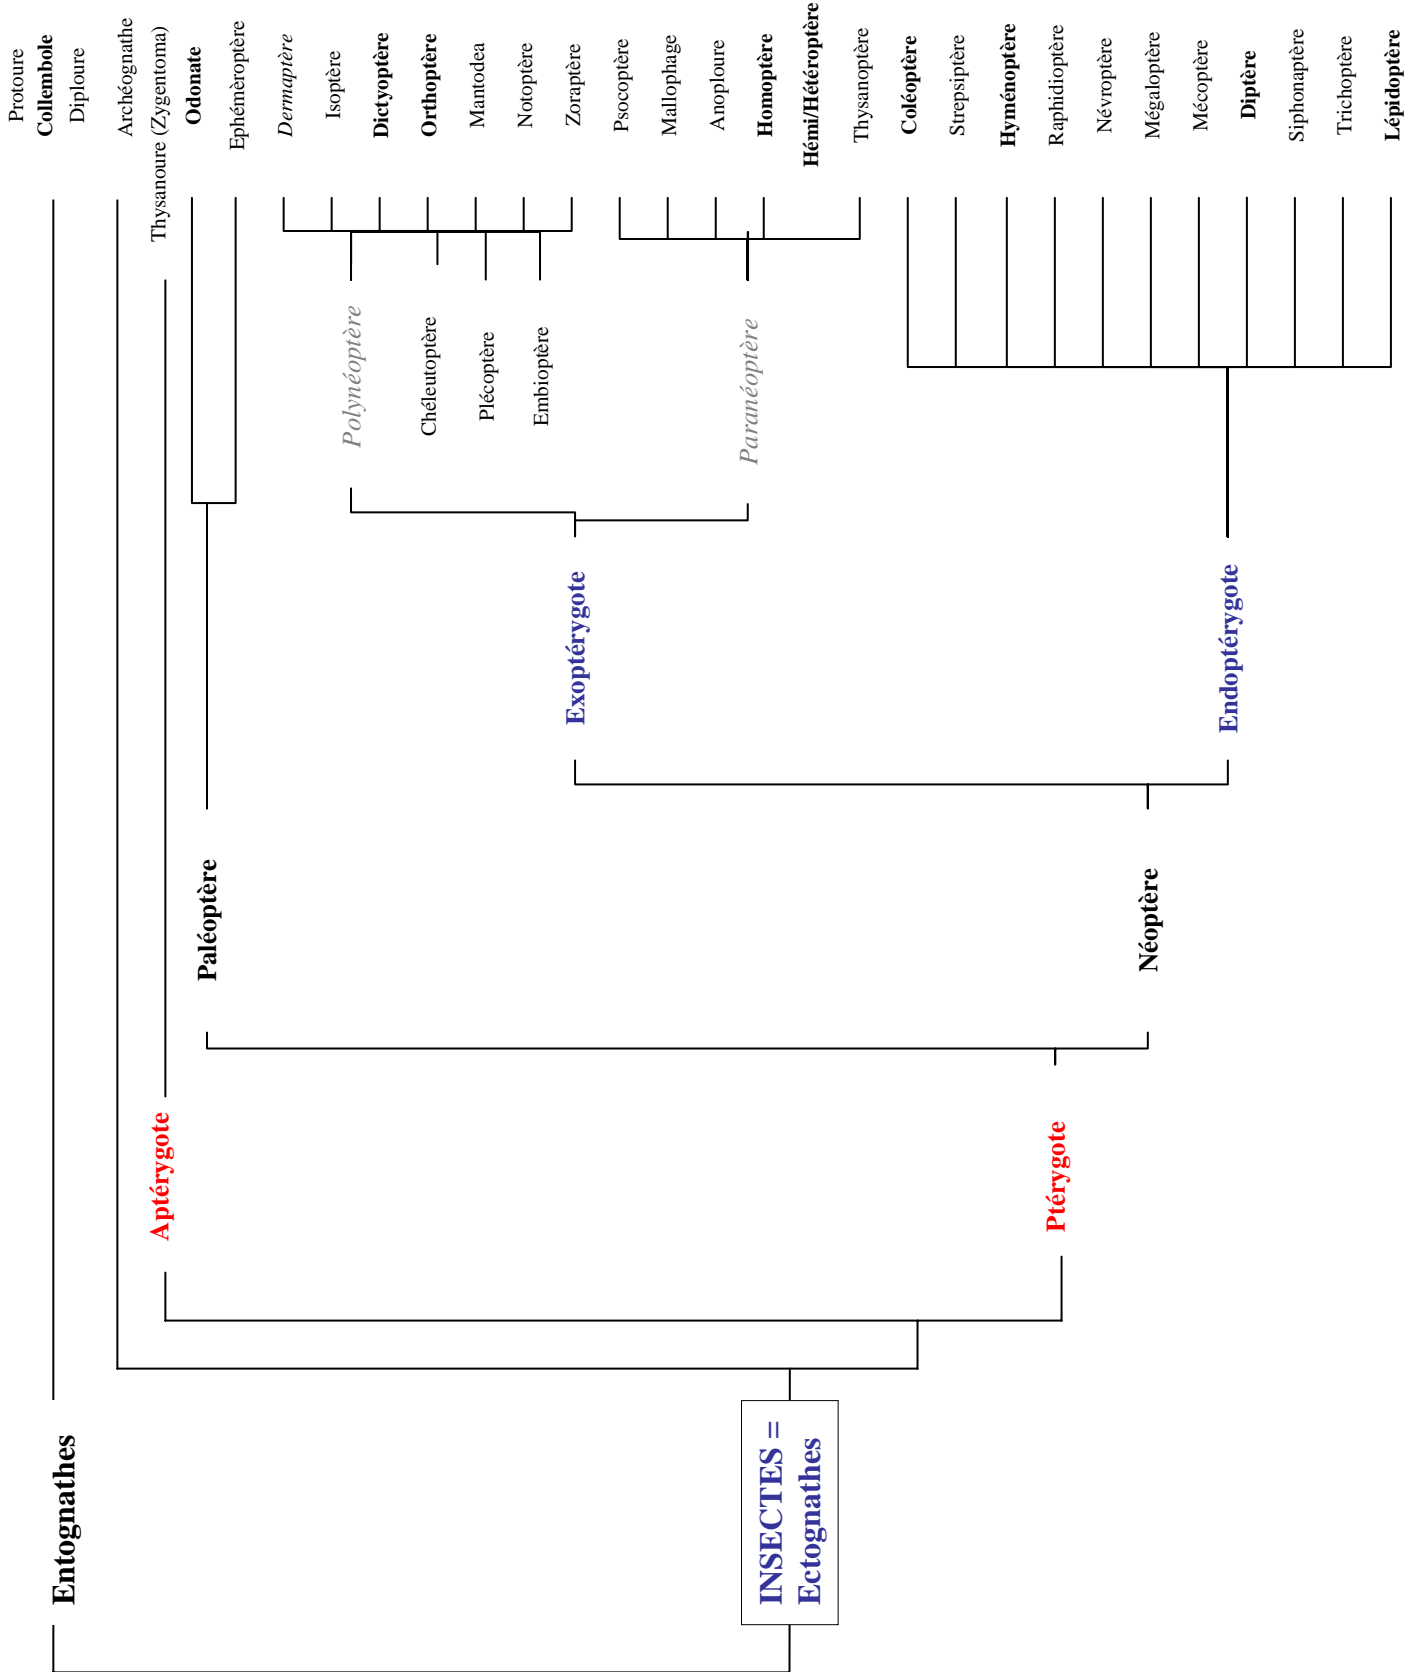 Protoure
Collembole
Diploure
Archéognathe
Thysanoure (Zygentoma)
Odonate
Ephéméroptère
Dermaptère
Isoptère
Dictyoptère
Orthoptère
Mantodea
Notoptère
Zoraptère
Psocoptère
Mallophage
Anoploure
Homoptère
Hémi/Hétéroptère
Thysanoptère
Coléoptère
Strepsiptère
Hyménoptère
Raphidioptère
Névroptère
Mégaloptère
Mécoptère
Diptère
Siphonaptère
Trichoptère
Lépidoptère
Polynéoptère
Chéleutoptère
Plécoptère
Embioptère
Paranéoptère
Exoptérygote
Endoptérygote
Paléoptère
Néoptère
Aptérygote
Ptérygote
Entognathes
INSECTES =
Ectognathes